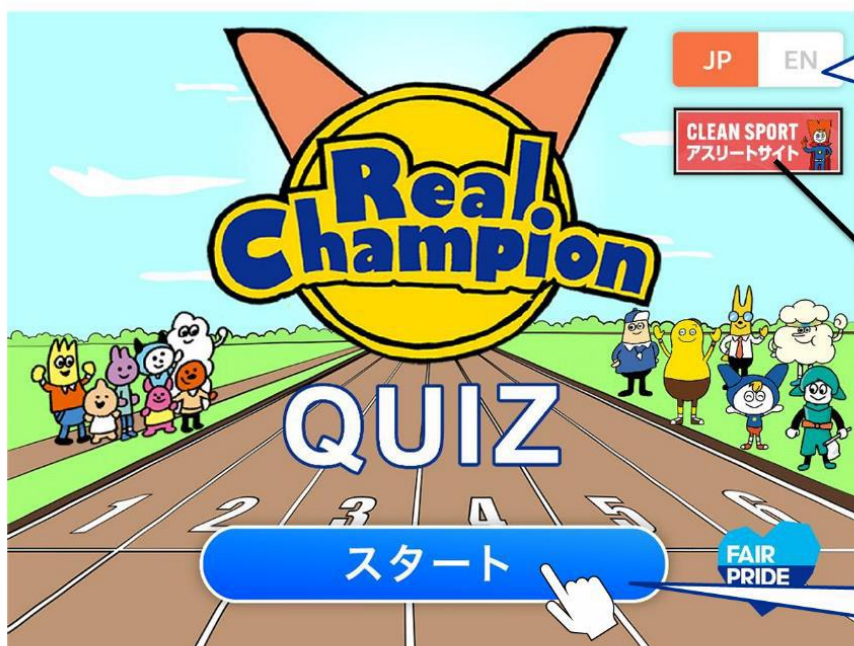 JP EN
CLEAN SPORT
アスリートサイト
Real
Champion
QUIZ
1 2 3 4 5 6
スタート
FAIR
PRIDE